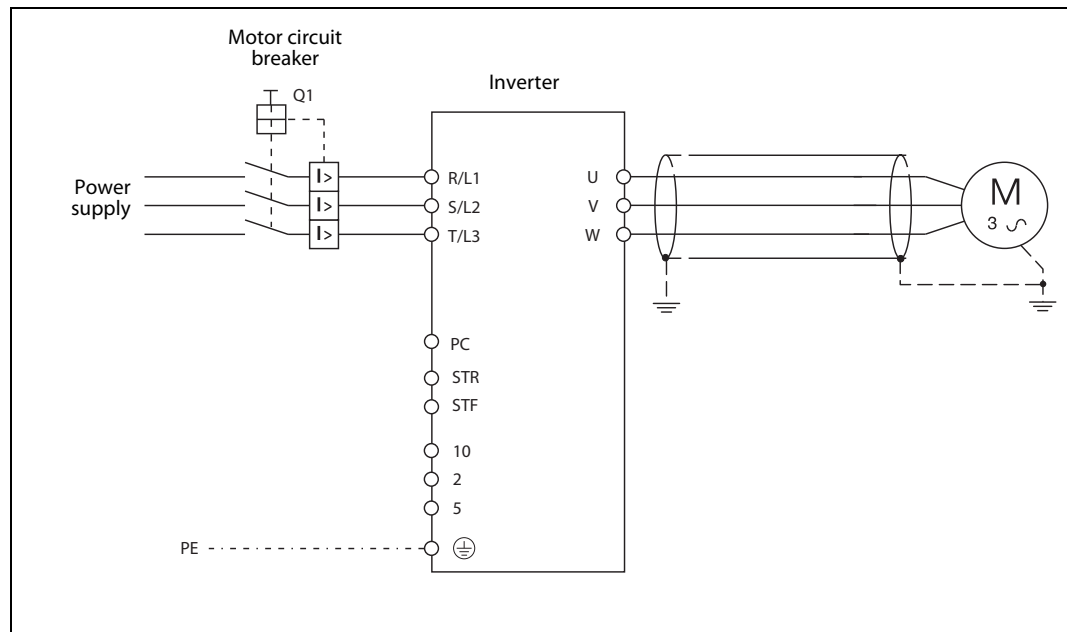 Motor circuit
breaker
Q1
Inverter
Power
supply
I>
I>
I>
R/L1
S/L2
T/L3
U
V
W
M
3
PC
STR
STF
10
2
5
PE